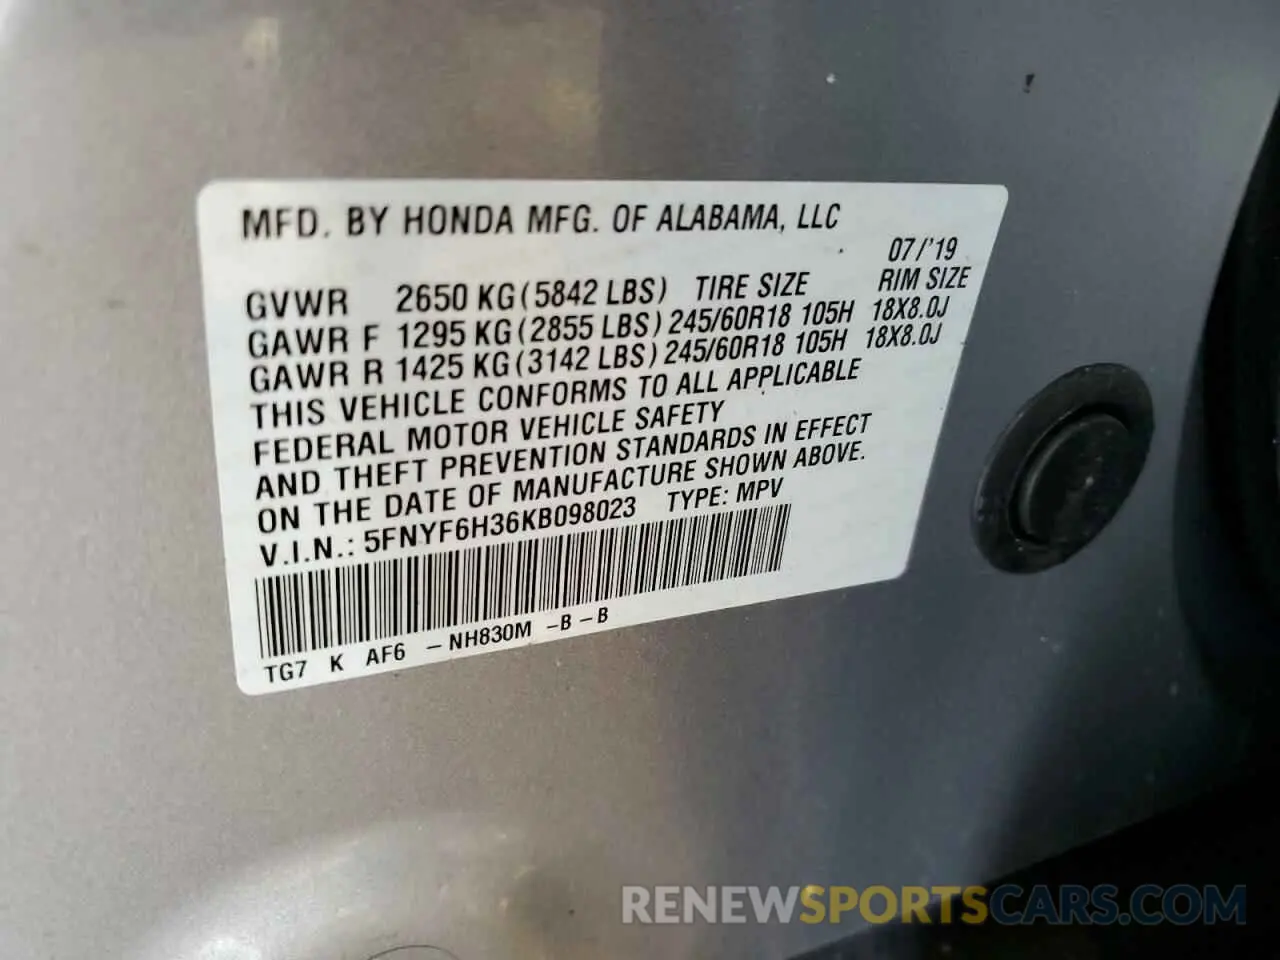 MFD. BY HONDA MFG. OF ALABAMA, LLC
07/'19
GVWR 2650 KG (5842 LBS) TIRE SIZE RIM SIZE
GAWR F 1295 KG (2855 LBS) 245/60R18 105H 18X8.0J
GAWR R 1425 KG (3142 LBS) 245/60R18 105H 18X8.0J
THIS VEHICLE CONFORMS TO ALL APPLICABLE
FEDERAL MOTOR VEHICLE SAFETY
AND THEFT PREVENTION STANDARDS IN EFFECT
ON THE DATE OF MANUFACTURE SHOWN ABOVE.
V.I.N.: 5FNYF6H36KB098023 TYPE: MPV
TG7 K AF6 – NH830M – B – B
RENEWSPORTSCARS.COM